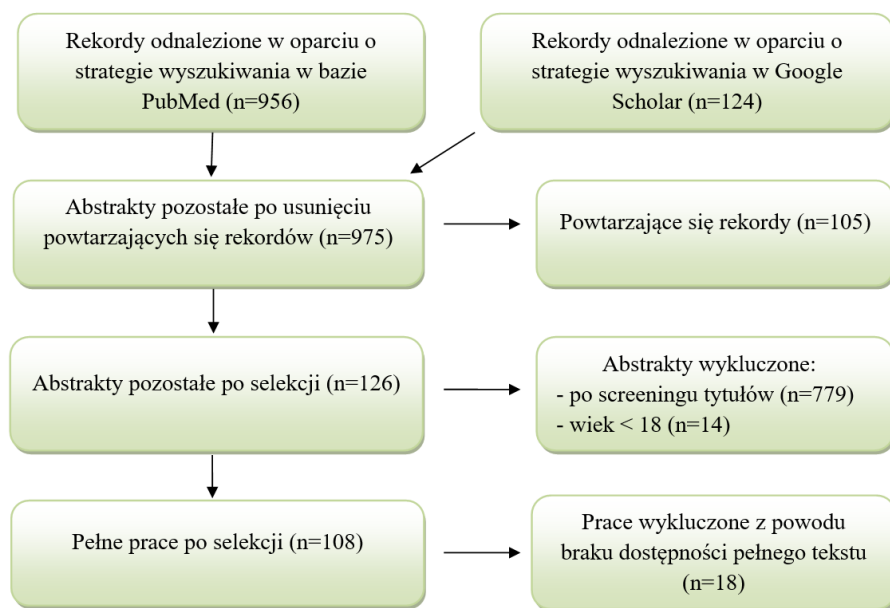 Rekordy odnalezione w oparciu o
strategie wyszukiwania w bazie
PubMed (n=956)
Rekordy odnalezione w oparciu o
strategie wyszukiwania w Google
Scholar (n=124)
Abstrakty pozostałe po usunięciu
powtarzających się rekordów (n=975)
Powtarzające się rekordy (n=105)
Abstrakty pozostałe po selekcji (n=126)
Abstrakty wykluczone:
- po screeningu tytułów (n=779)
- wiek < 18 (n=14)
Pełne prace po selekcji (n=108)
Prace wykluczone z powodu
braku dostępności pełnego tekstu
(n=18)